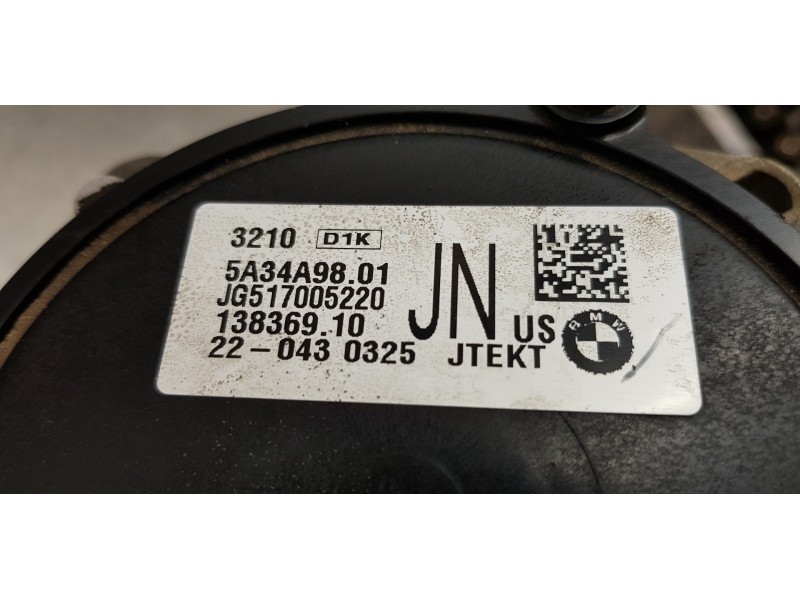 3210 D1K
5A34A98.01
JG517005220
138369.10
22-043 0325 JTEKT
JN US
BMW